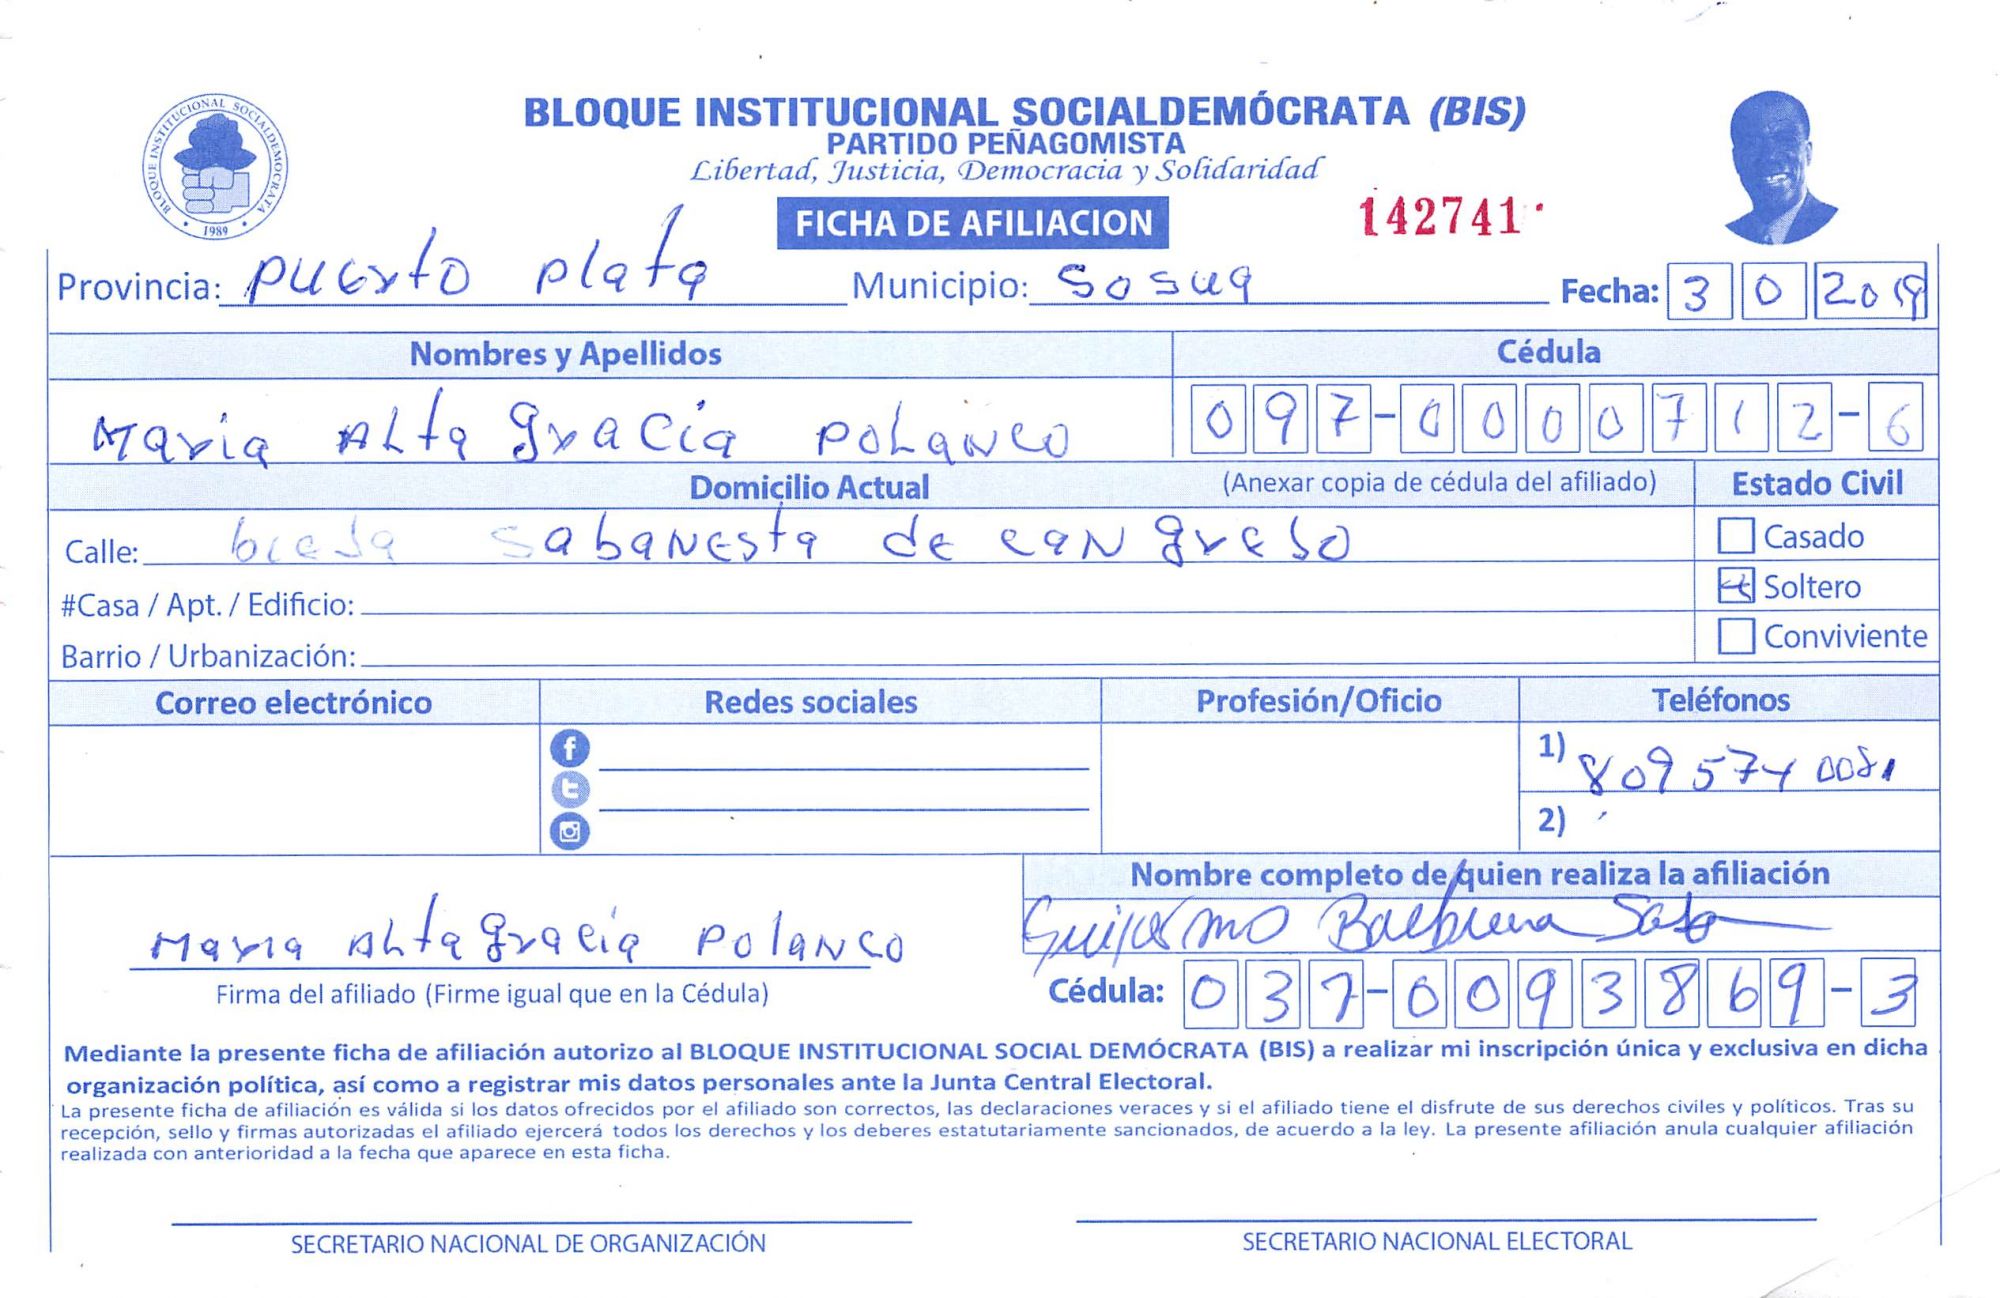 BLOQUE INSTITUCIONAL SOCIALDEMÓCRATA (BIS)
PARTIDO PEÑAGOMISTA
Libertad, Justicia, Democracia y Solidaridad
BLOQUE INSTITUCIONAL SOCIALDEMOCRATA
1989
FICHA DE AFILIACION
142741
Provincia: Puerto Plata Municipio: Sosua Fecha: 3 0 2019
Nombres y Apellidos Cédula
Maria Altagracia Polanco 097-0000712-6
Domicilio Actual (Anexar copia de cédula del afiliado) Estado Civil
Calle: sabanesta de cangreso Casado
#Casa / Apt. / Edificio: Soltero
Barrio / Urbanización: Conviviente
Correo electrónico Redes sociales Profesión/Oficio Teléfonos
1) 809 574 0081
2)
Nombre completo de quien realiza la afiliación
Maria Altagracia Polanco
Firma del afiliado (Firme igual que en la Cédula) Cédula: 037-0093869-3
Mediante la presente ficha de afiliación autorizo al BLOQUE INSTITUCIONAL SOCIAL DEMÓCRATA (BIS) a realizar mi inscripción única y exclusiva en dicha
organización política, así como a registrar mis datos personales ante la Junta Central Electoral.
La presente ficha de afiliación es válida si los datos ofrecidos por el afiliado son correctos, las declaraciones veraces y si el afiliado tiene el disfrute de sus derechos civiles y políticos. Tras su
recepción, sello y firmas autorizadas el afiliado ejercerá todos los derechos y los deberes estatutariamente sancionados, de acuerdo a la ley. La presente afiliación anula cualquier afiliación
realizada con anterioridad a la fecha que aparece en esta ficha.
SECRETARIO NACIONAL DE ORGANIZACIÓN SECRETARIO NACIONAL ELECTORAL